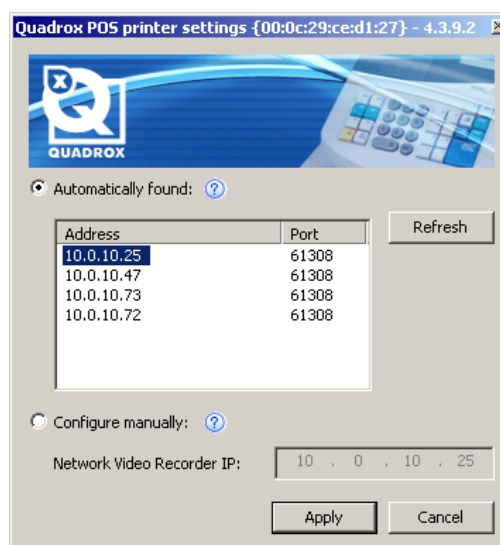 Quadrox POS printer settings {00:0c:29:ce:d1:27} - 4.3.9.2
QUADROX
Automatically found:
Refresh
Address Port
10.0.10.25 61308
10.0.10.47 61308
10.0.10.73 61308
10.0.10.72 61308
Configure manually:
Network Video Recorder IP: 10 . 0 . 10 . 25
Apply Cancel